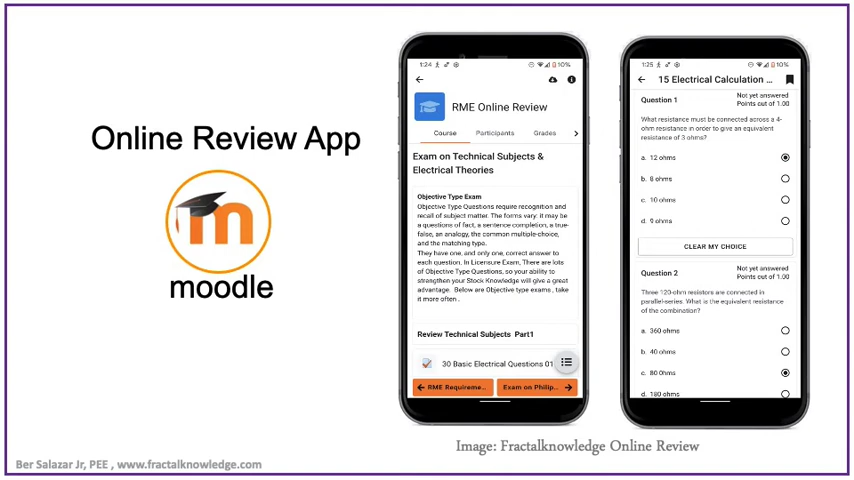 Online Review App
m
moodle
1:24
10%
RME Online Review
Course
Participants
Grades
Exam on Technical Subjects &
Electrical Theories
Objective Type Exam
Objective Type Questions require recognition and
recall of subject matter. The forms vary: it may be
a questions of fact, a sentence completion, a true-
false, an analogy, the common multiple-choice,
and the matching type.
They have one, and only one, correct answer to
each question. In Licensure Exam, There are lots
of Objective Type Questions, so your ability to
strengthen your Stock Knowledge will give a great
advantage. Below are Objective type exams , take
it more often .
Review Technical Subjects Part1
30 Basic Electrical Questions 01
RME Requireme...
Exam on Philip...
1:25
10%
15 Electrical Calculation ...
Question 1
Not yet answered
Points out of 1.00
What resistance must be connected across a 4-
ohm resistance in order to give an equivalent
resistance of 3 ohms?
a. 12 ohms
b. 8 ohms
c. 10 ohms
d. 9 ohms
CLEAR MY CHOICE
Question 2
Not yet answered
Points out of 1.00
Three 120-ohm resistors are connected in
parallel-series. What is the equivalent resistance
of the combination?
a. 360 ohms
b. 40 ohms
c. 80 0hms
d. 180 ohms
Image: Fractalknowledge Online Review
Ber Salazar Jr, PEE , www.fractalknowledge.com